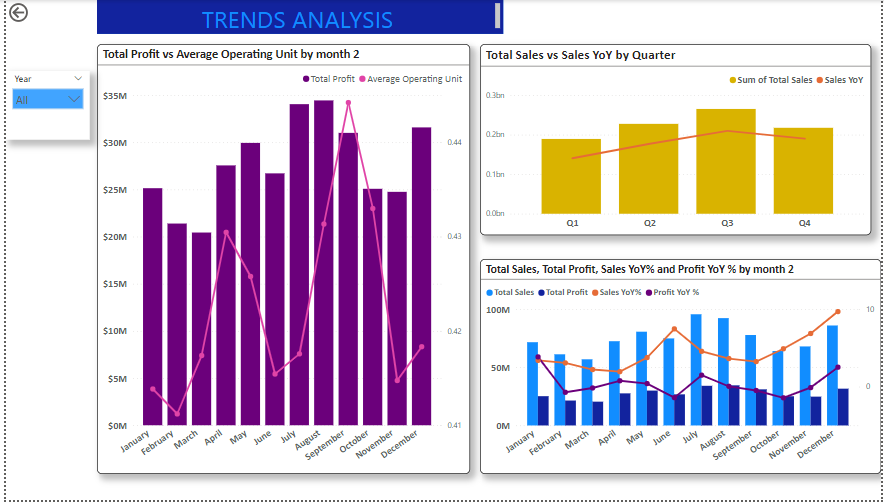 TRENDS ANALYSIS
Year
All
Total Profit vs Average Operating Unit by month 2
Total Profit Average Operating Unit
$35M
$30M
$25M
$20M
$15M
$10M
$5M
$0M
0.44
0.43
0.42
0.41
January February March April May June July August September October November December
Total Sales vs Sales YoY by Quarter
Sum of Total Sales Sales YoY
0.3bn
0.2bn
0.1bn
0.0bn
Q1 Q2 Q3 Q4
Total Sales, Total Profit, Sales YoY% and Profit YoY % by month 2
Total Sales Total Profit Sales YoY% Profit YoY %
100M
50M
0M
10
0
January February March April May June July August September October November December